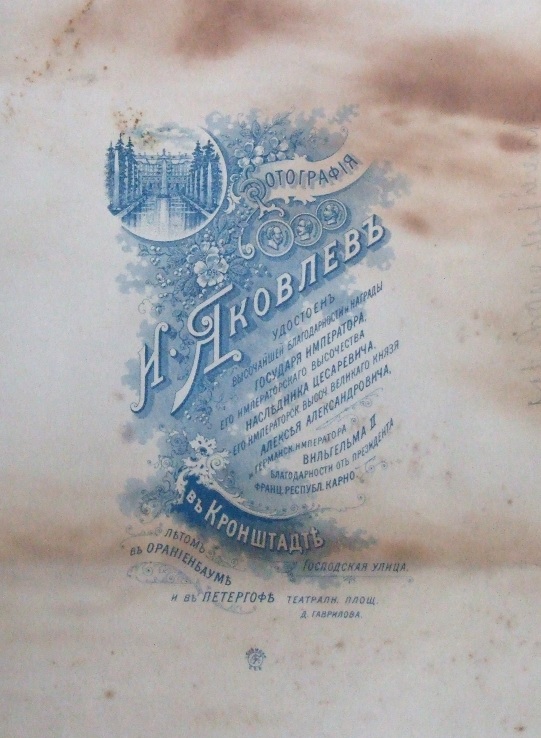 Фотографія
И. Яковлевъ
удостоенъ
высочайшей благодарности и награды
Государя Императора,
его императорскаго высочества
наслѣдника цесаревича,
его императорск. высоч. великаго князя
Алексѣя Александровича,
и германск. императора
Вильгельма II
благодарности отъ президента
франц. республ. Карно
въ Кронштадтѣ
Господская улица.
лѣтомъ
въ Оранiенбаумѣ
и въ Петергофѣ Театралн. площ.
д. Гаврилова.